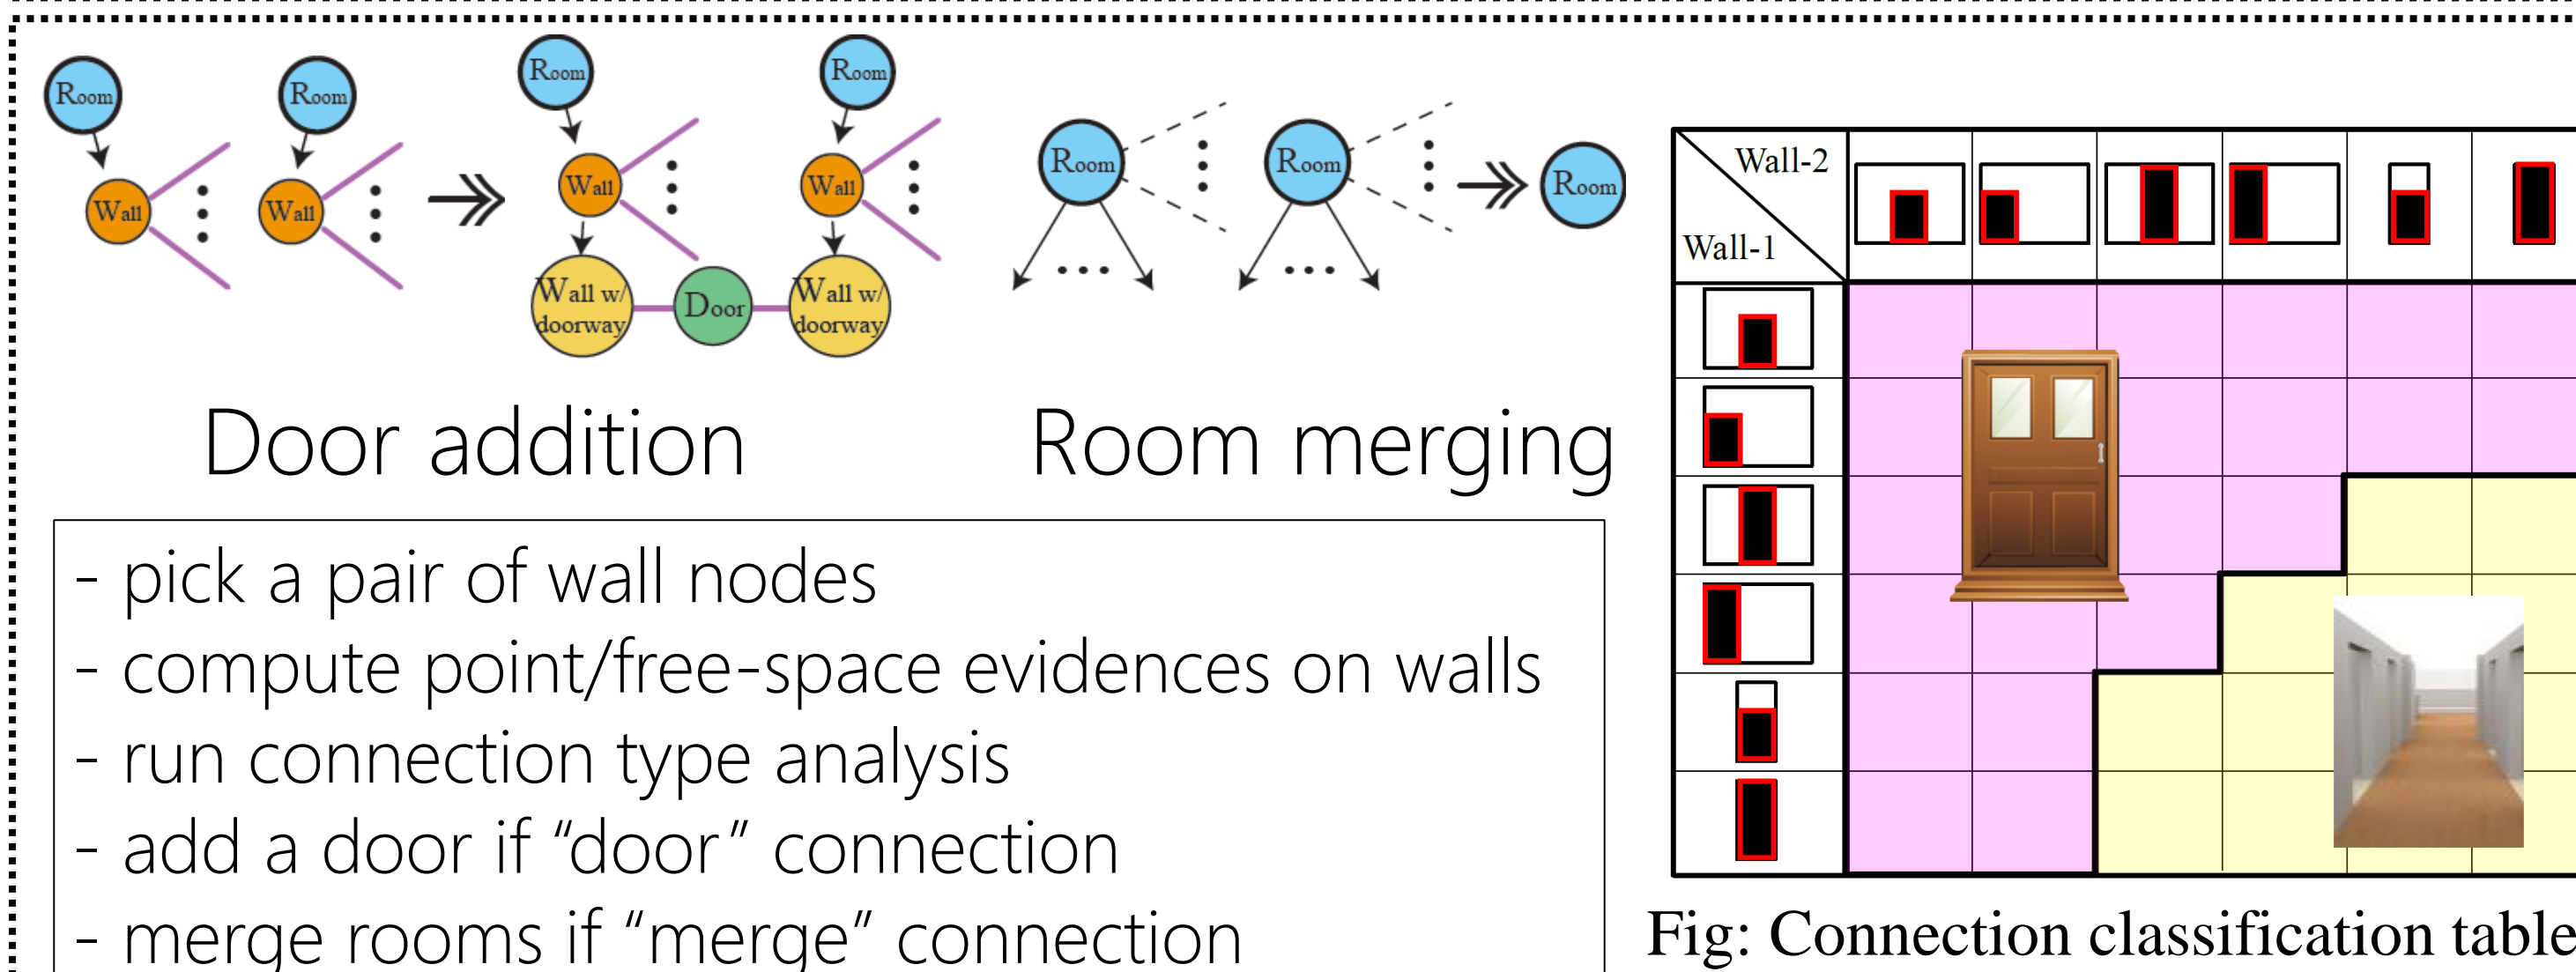 Room Room Room Room
Wall Wall Wall Wall
Wall w/ doorway Door Wall w/ doorway
Door addition
Room Room Room
Room merging
- pick a pair of wall nodes
- compute point/free-space evidences on walls
- run connection type analysis
- add a door if “door” connection
- merge rooms if “merge” connection
Wall-2
Wall-1
Fig: Connection classification table